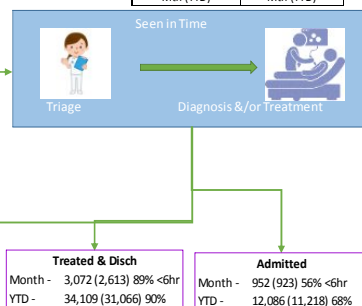 Seen in Time
Triage
Diagnosis &/or Treatment
Treated & Disch
Month - 3,072 (2,613) 89% <6hr
YTD - 34,109 (31,066) 90%
Admitted
Month - 952 (923) 56% <6hr
YTD - 12,086 (11,218) 68%